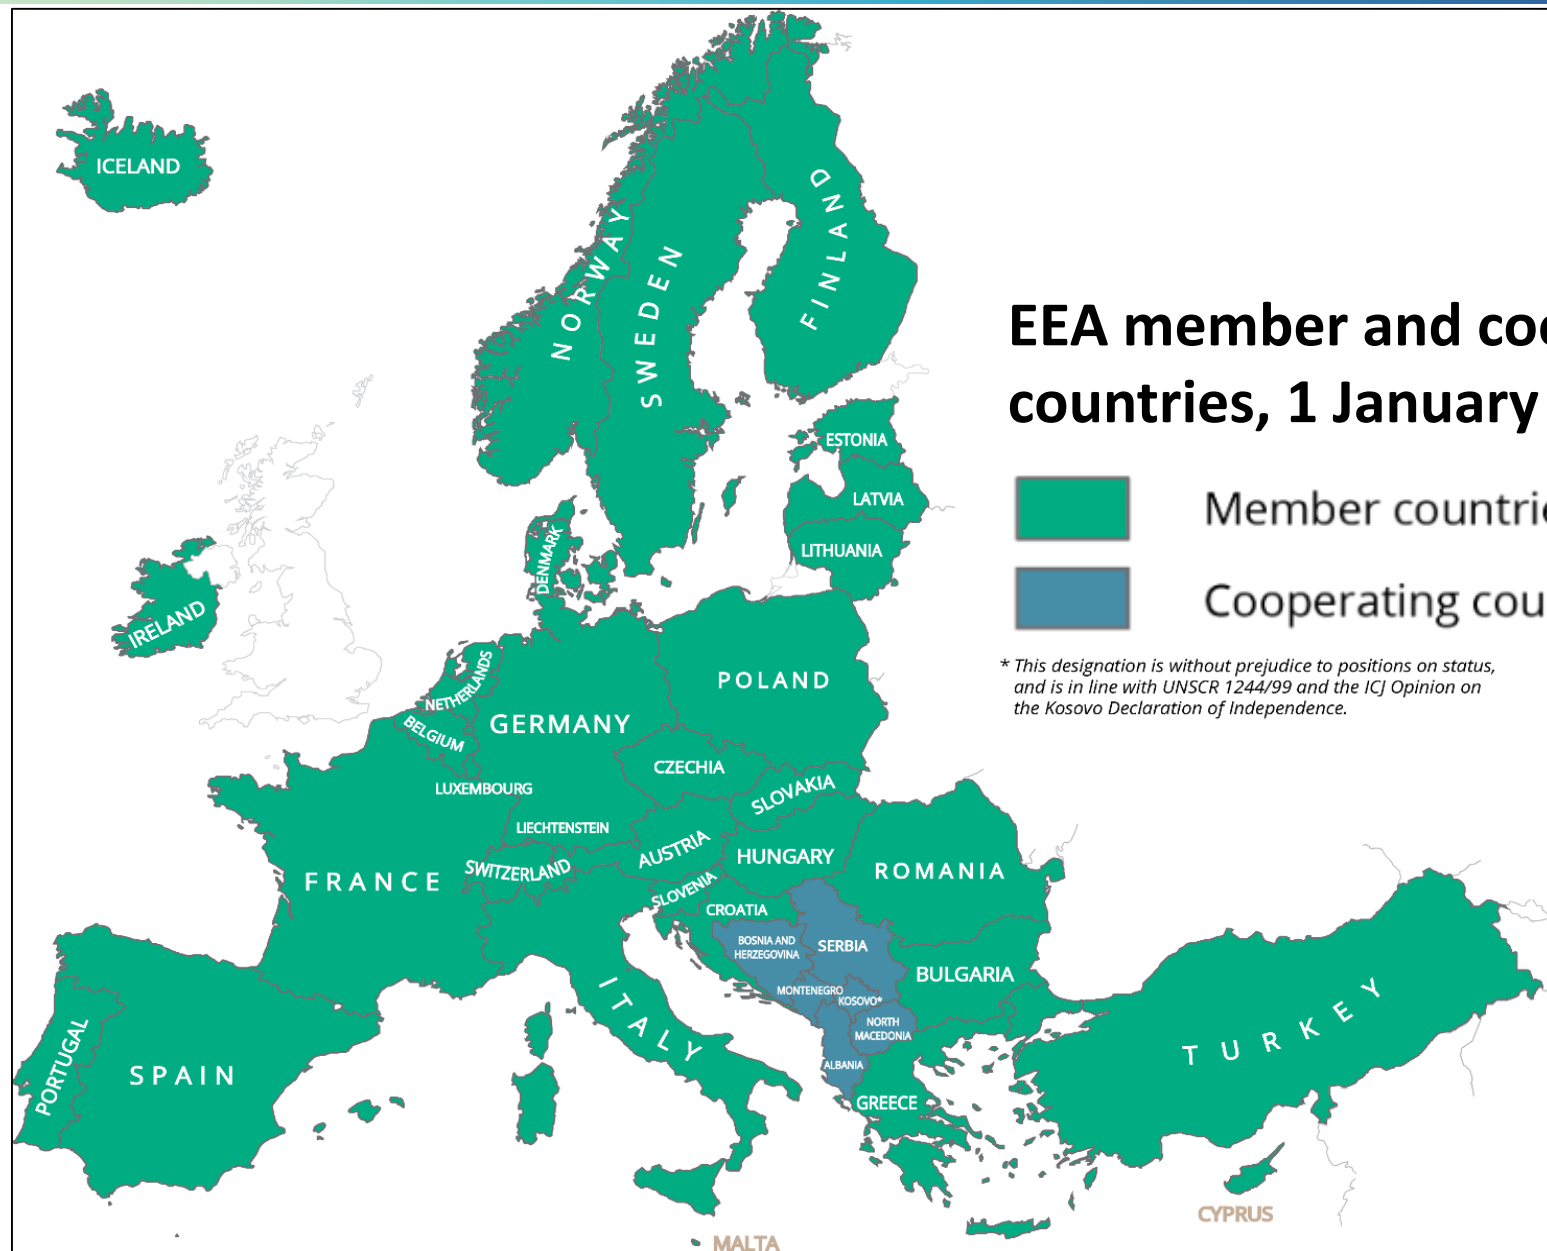 ICELAND
NORWAY
SWEDEN
FINLAND
EEA member and coo
countries, 1 January
ESTONIA
LATVIA
LITHUANIA
Member countrie
Cooperating cou
DENMARK
IRELAND
* This designation is without prejudice to positions on status,
and is in line with UNSCR 1244/99 and the ICJ Opinion on
the Kosovo Declaration of Independence.
NETHERLANDS
POLAND
BELGIUM
GERMANY
CZECHIA
LUXEMBOURG
SLOVAKIA
LIECHTENSTEIN
AUSTRIA
HUNGARY
SWITZERLAND
ROMANIA
FRANCE
SLOVENIA
CROATIA
BOSNIA AND
HERZEGOVINA
SERBIA
BULGARIA
MONTENEGRO
KOSOVO*
ITALY
NORTH
MACEDONIA
TURKEY
PORTUGAL
SPAIN
ALBANIA
GREECE
CYPRUS
MALTA